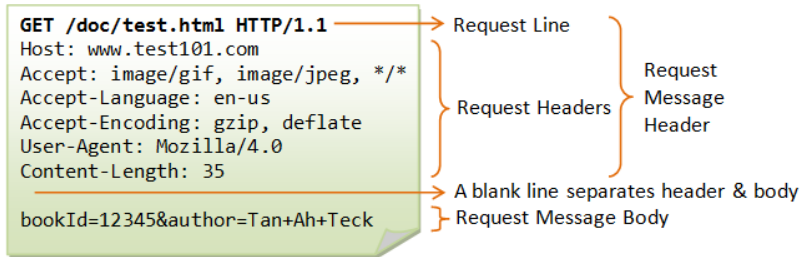 GET /doc/test.html HTTP/1.1
Request Line
Host: www.test101.com
Accept: image/gif, image/jpeg, */*
Accept-Language: en-us
Accept-Encoding: gzip, deflate
User-Agent: Mozilla/4.0
Content-Length: 35
Request Headers
Request
Message
Header
A blank line separates header & body
bookId=12345&author=Tan+Ah+Teck
Request Message Body